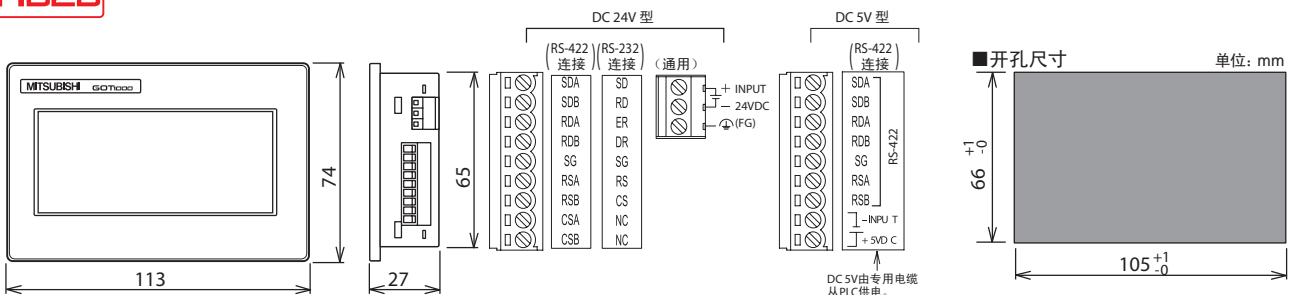 MITSUBISHI GOT1000
113
74
27
65
DC 24V 型
(RS-422 连接)
SDA
SDB
RDA
RDB
SG
RSA
RSB
CSA
CSB
(RS-232 连接)
SD
RD
ER
DR
SG
RS
CS
NC
NC
（通用）
+ INPUT
− 24VDC
(FG)
DC 5V 型
(RS-422 连接)
SDA
SDB
RDA
RDB
SG
RSA
RSB
RS-422
-INPU T
+ 5VD C
DC 5V由专用电缆
从PLC供电。
■开孔尺寸
单位: mm
66 +1 -0
105 +1 -0